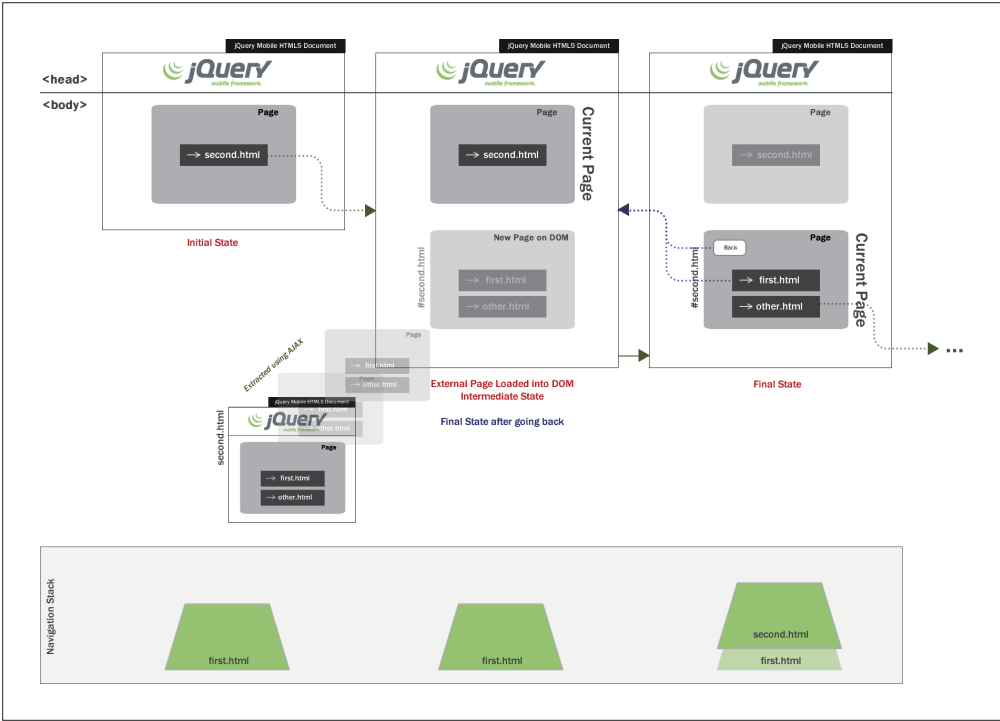 jQuery Mobile HTML5 Document
jQuery Mobile HTML5 Document
jQuery Mobile HTML5 Document
<head>
jQuery
mobile framework.
jQuery
mobile framework.
jQuery
mobile framework.
<body>
Page
second.html
Initial State
Page
second.html
Current Page
New Page on DOM
#second.html
first.html
other.html
External Page Loaded into DOM
Intermediate State
Final State after going back
Page
second.html
Page
Back
#second.html
first.html
other.html
Current Page
...
Final State
Extracted using AJAX
Page
first.html
other.html
Page
first.html
other.html
second.html
jQuery Mobile HTML5 Document
jQuery
mobile framework.
Page
first.html
other.html
Navigation Stack
first.html
first.html
second.html
first.html